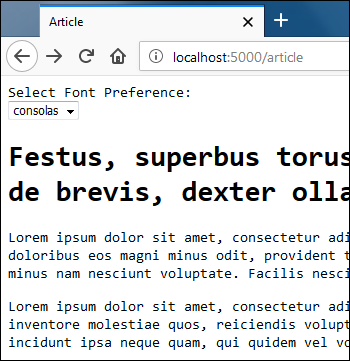 Article
localhost:5000/article
Select Font Preference:
consolas
Festus, superbus torus
de brevis, dexter olla
Lorem ipsum dolor sit amet, consectetur adi
doloribus eos magni minus odit, provident t
minus nam nesciunt voluptate. Facilis nesci
Lorem ipsum dolor sit amet, consectetur adi
inventore molestiae quos, reiciendis volupt
incidunt ipsa neque quam, qui quidem vel vo